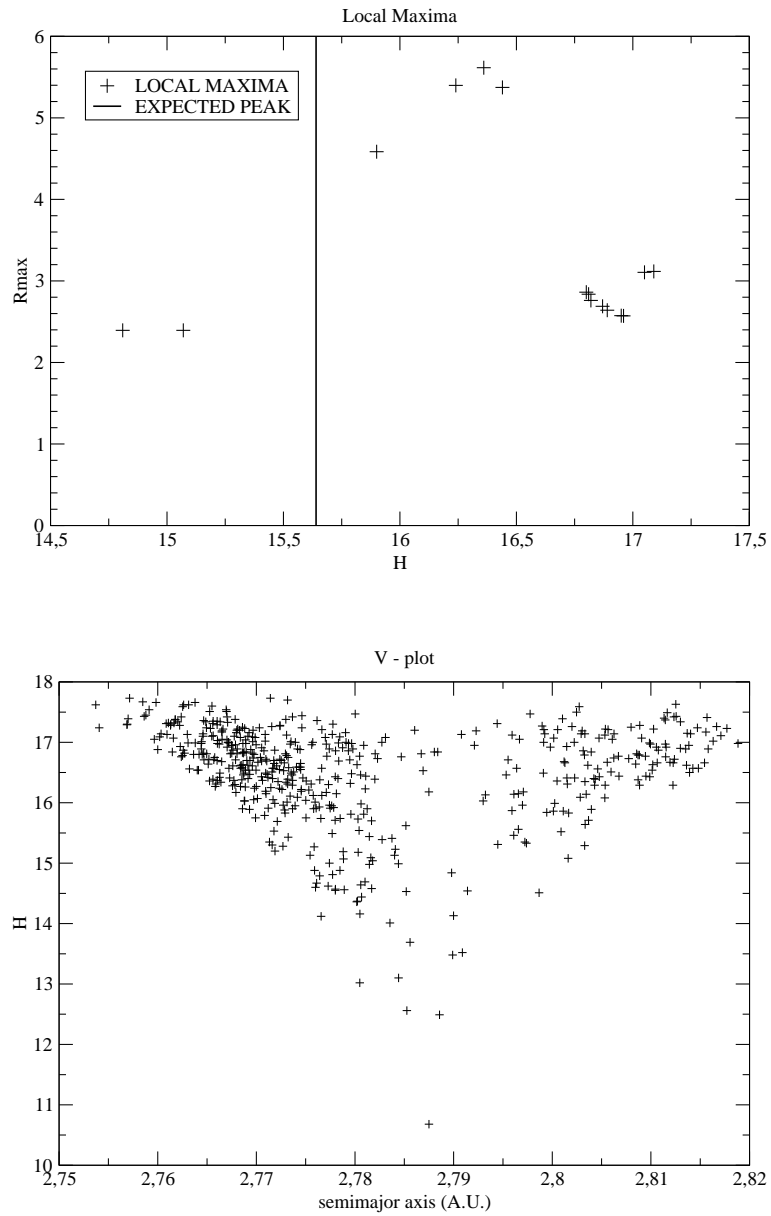 Local Maxima
6
5
4
3
2
1
0
Rmax
LOCAL MAXIMA
EXPECTED PEAK
14,5 15 15,5 16 16,5 17 17,5
H
V - plot
18
17
16
15
14
13
12
11
10
H
2,75 2,76 2,77 2,78 2,79 2,8 2,81 2,82
semimajor axis (A.U.)